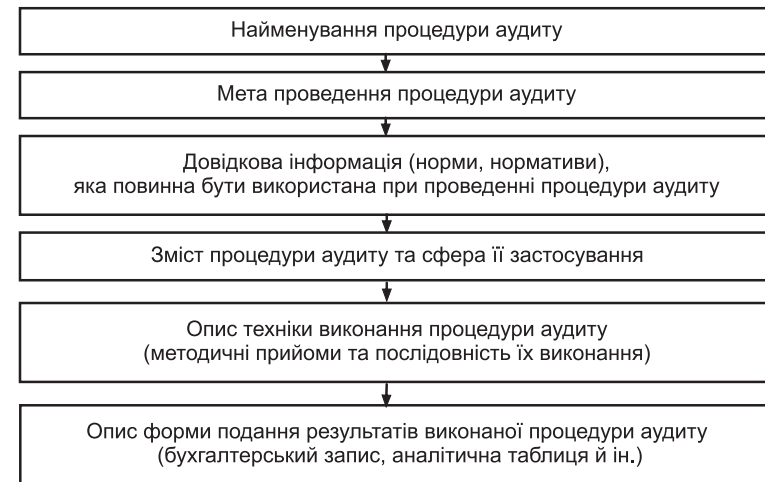 Найменування процедури аудиту
Мета проведення процедури аудиту
Довідкова інформація (норми, нормативи),
яка повинна бути використана при проведенні процедури аудиту
Зміст процедури аудиту та сфера її застосування
Опис техніки виконання процедури аудиту
(методичні прийоми та послідовність їх виконання)
Опис форми подання результатів виконаної процедури аудиту
(бухгалтерський запис, аналітична таблиця й ін.)